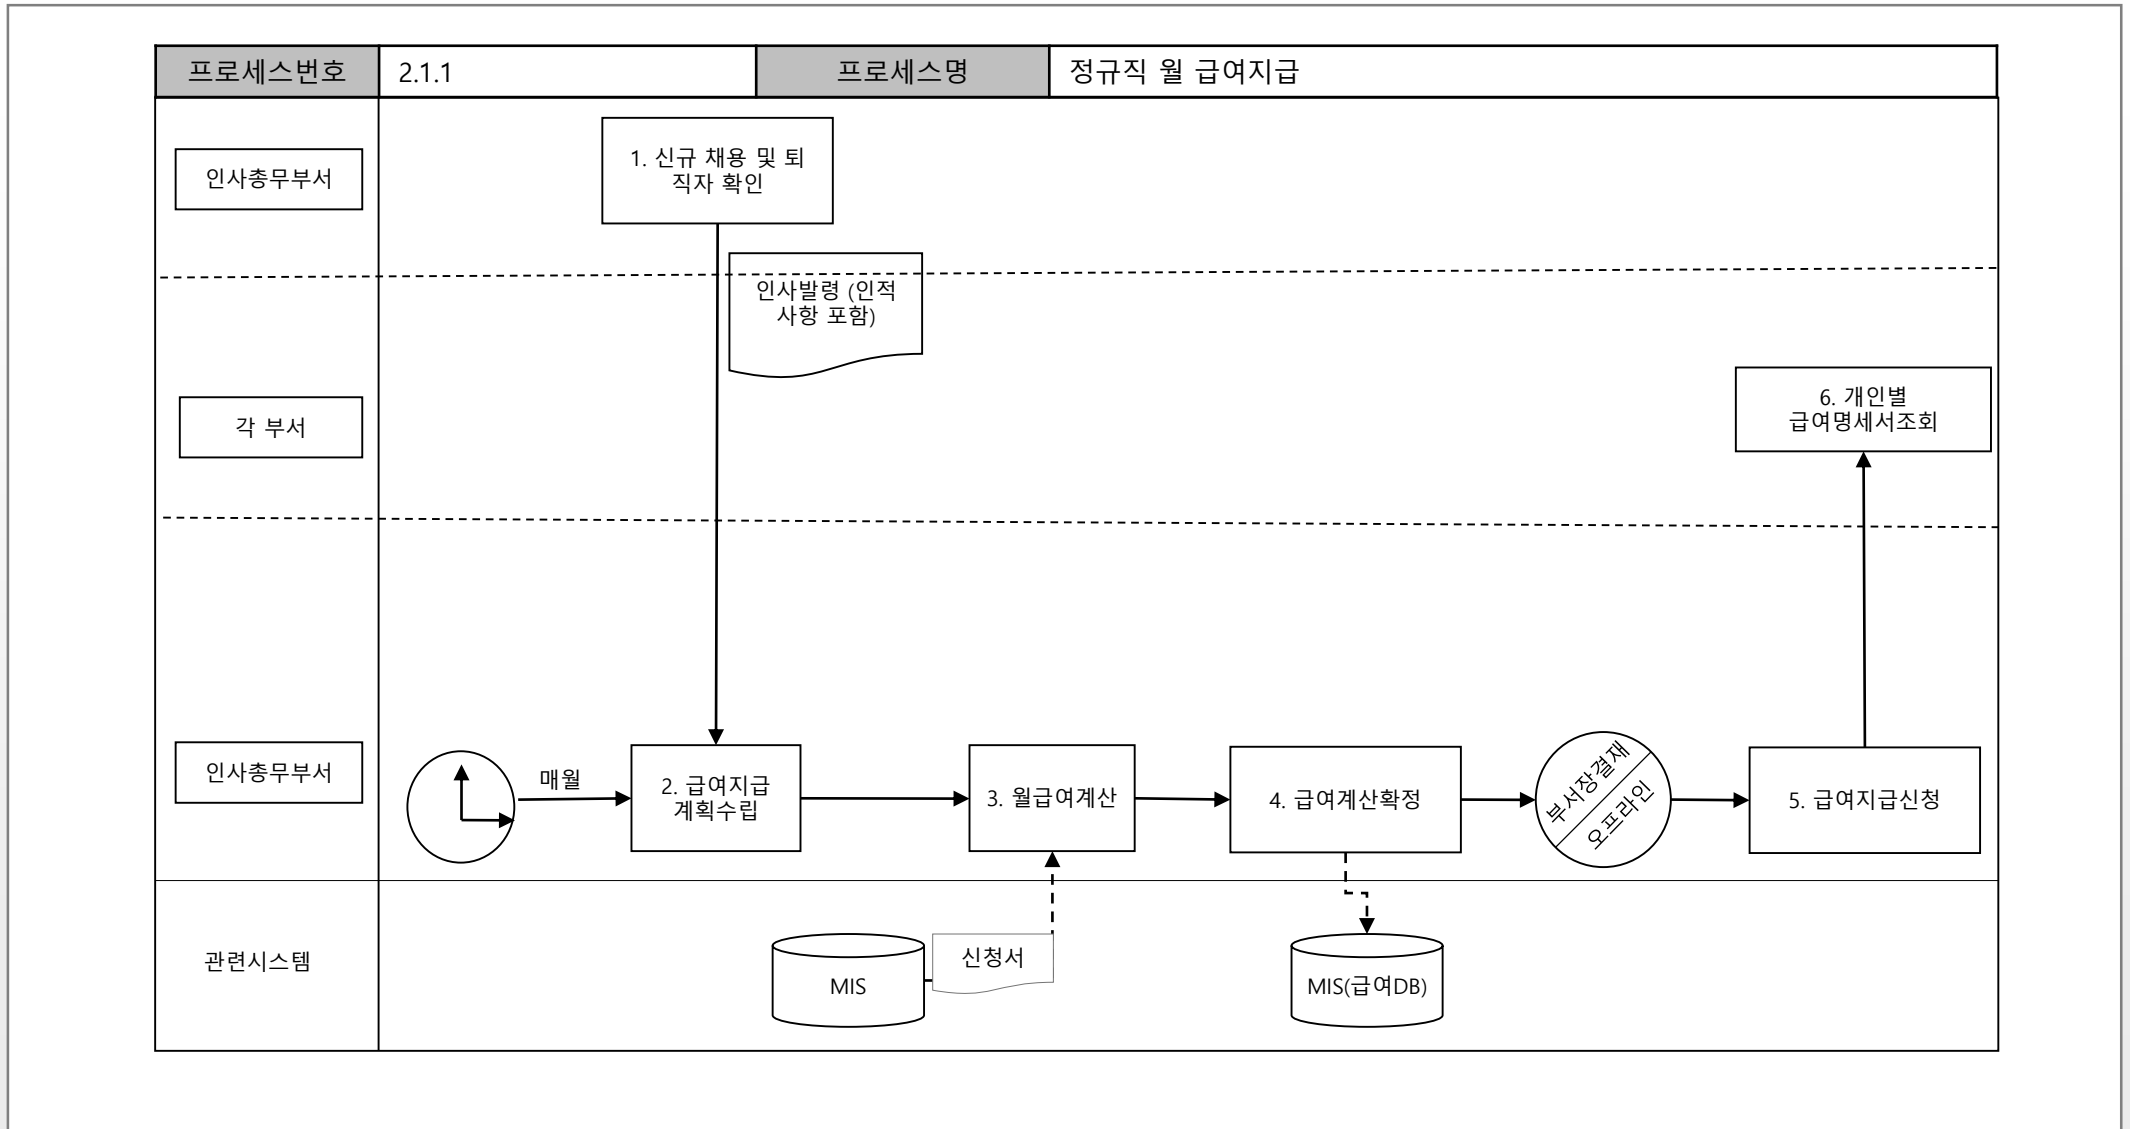 프로세스번호
2.1.1
프로세스명
정규직 월 급여지급
인사총무부서
1. 신규 채용 및 퇴
직자 확인
인사발령 (인적
사항 포함)
각 부서
6. 개인별
급여명세서조회
인사총무부서
매월
2. 급여지급
계획수립
3. 월급여계산
4. 급여계산확정
부서장결재
오프라인
5. 급여지급신청
관련시스템
MIS
신청서
MIS(급여DB)